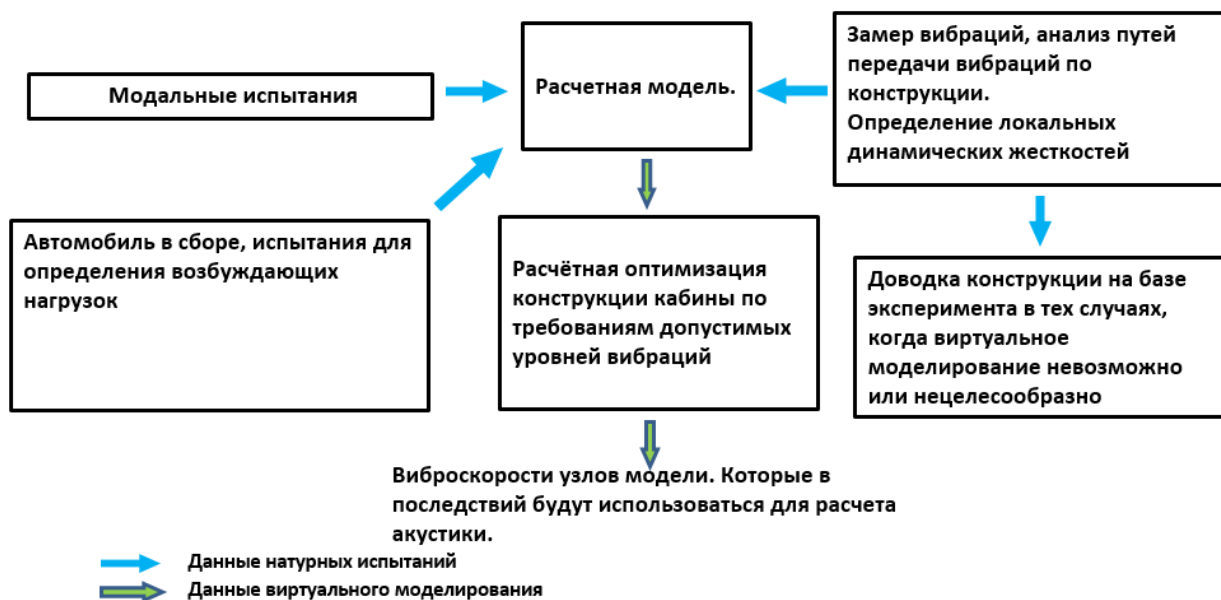 Модальные испытания
Расчетная модель.
Замер вибраций, анализ путей
передачи вибраций по
конструкции.
Определение локальных
динамических жесткостей
Автомобиль в сборе, испытания для
определения возбуждающих
нагрузок
Расчётная оптимизация
конструкции кабины по
требованиям допустимых
уровней вибраций
Доводка конструкции на базе
эксперимента в тех случаях,
когда виртуальное
моделирование невозможно
или нецелесообразно
Виброскорости узлов модели. Которые в
последствий будут использоваться для расчета
акустики.
Данные натурных испытаний
Данные виртуального моделирования